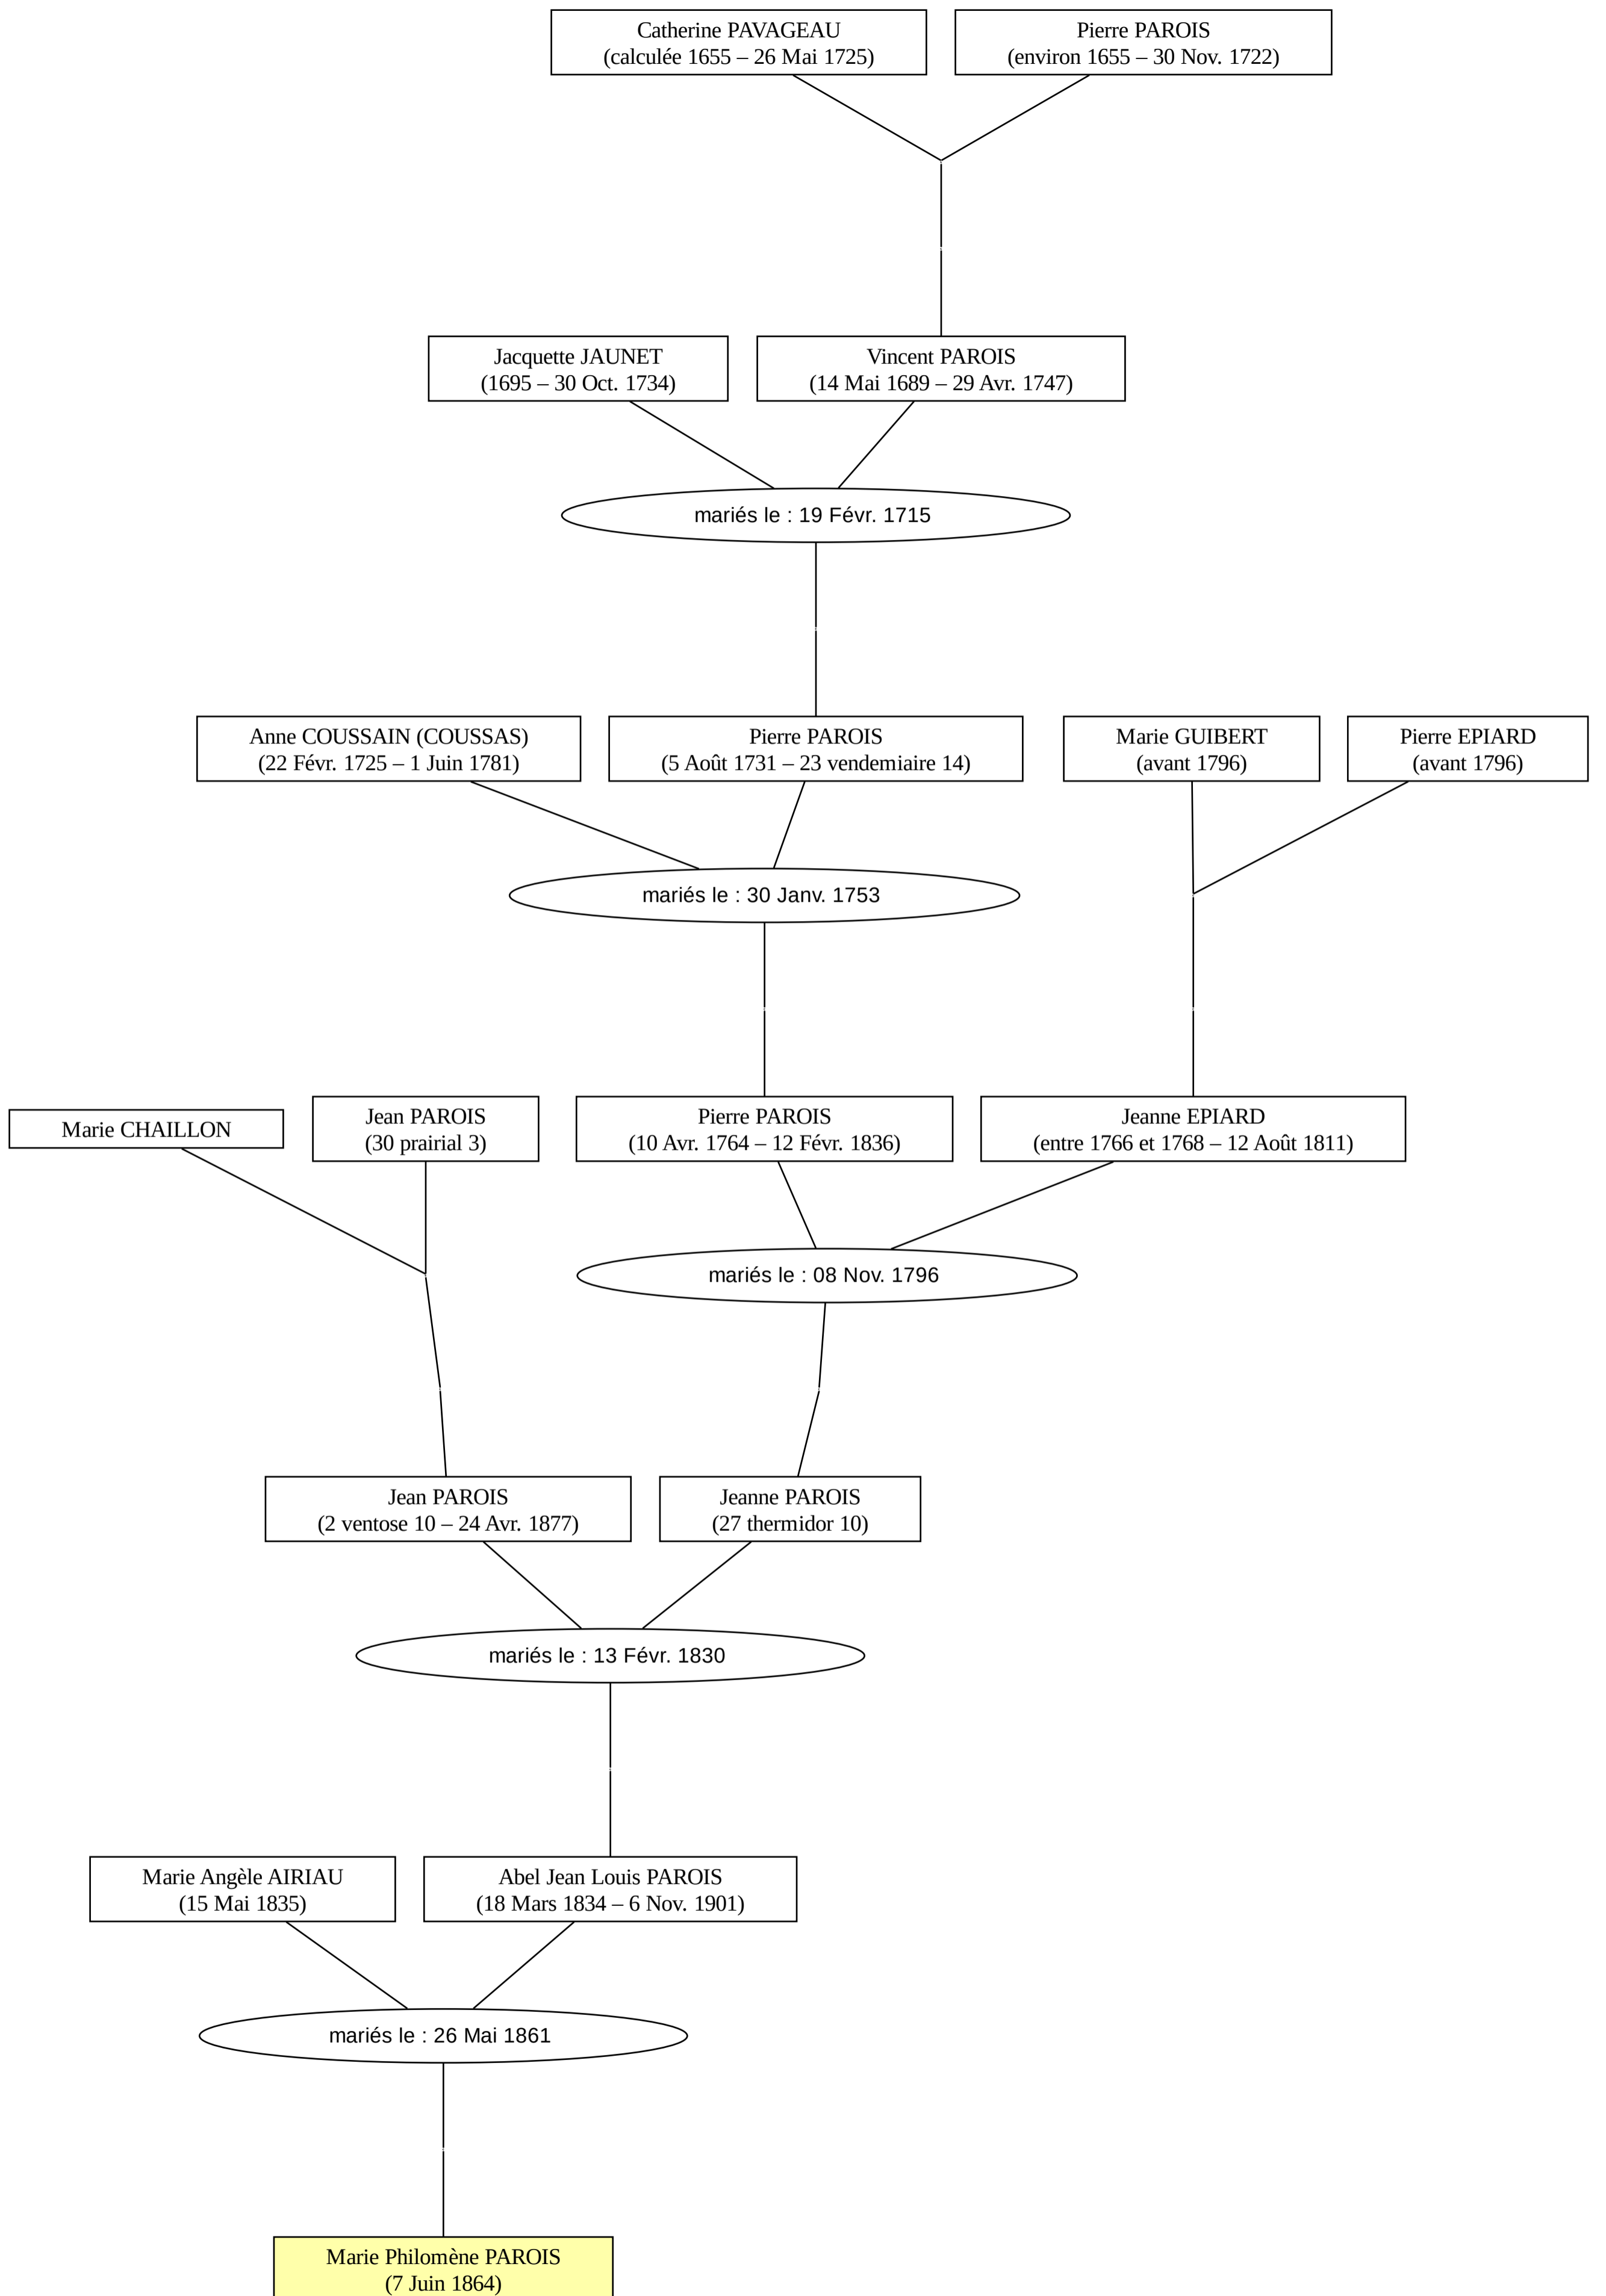 Catherine PAVAGEAU
(calculée 1655 – 26 Mai 1725)
Pierre PAROIS
(environ 1655 – 30 Nov. 1722)
Jacquette JAUNET
(1695 – 30 Oct. 1734)
Vincent PAROIS
(14 Mai 1689 – 29 Avr. 1747)
mariés le : 19 Févr. 1715
Anne COUSSAIN (COUSSAS)
(22 Févr. 1725 – 1 Juin 1781)
Pierre PAROIS
(5 Août 1731 – 23 vendemiaire 14)
Marie GUIBERT
(avant 1796)
Pierre EPIARD
(avant 1796)
mariés le : 30 Janv. 1753
Marie CHAILLON
Jean PAROIS
(30 prairial 3)
Pierre PAROIS
(10 Avr. 1764 – 12 Févr. 1836)
Jeanne EPIARD
(entre 1766 et 1768 – 12 Août 1811)
mariés le : 08 Nov. 1796
Jean PAROIS
(2 ventose 10 – 24 Avr. 1877)
Jeanne PAROIS
(27 thermidor 10)
mariés le : 13 Févr. 1830
Marie Angèle AIRIAU
(15 Mai 1835)
Abel Jean Louis PAROIS
(18 Mars 1834 – 6 Nov. 1901)
mariés le : 26 Mai 1861
Marie Philomène PAROIS
(7 Juin 1864)